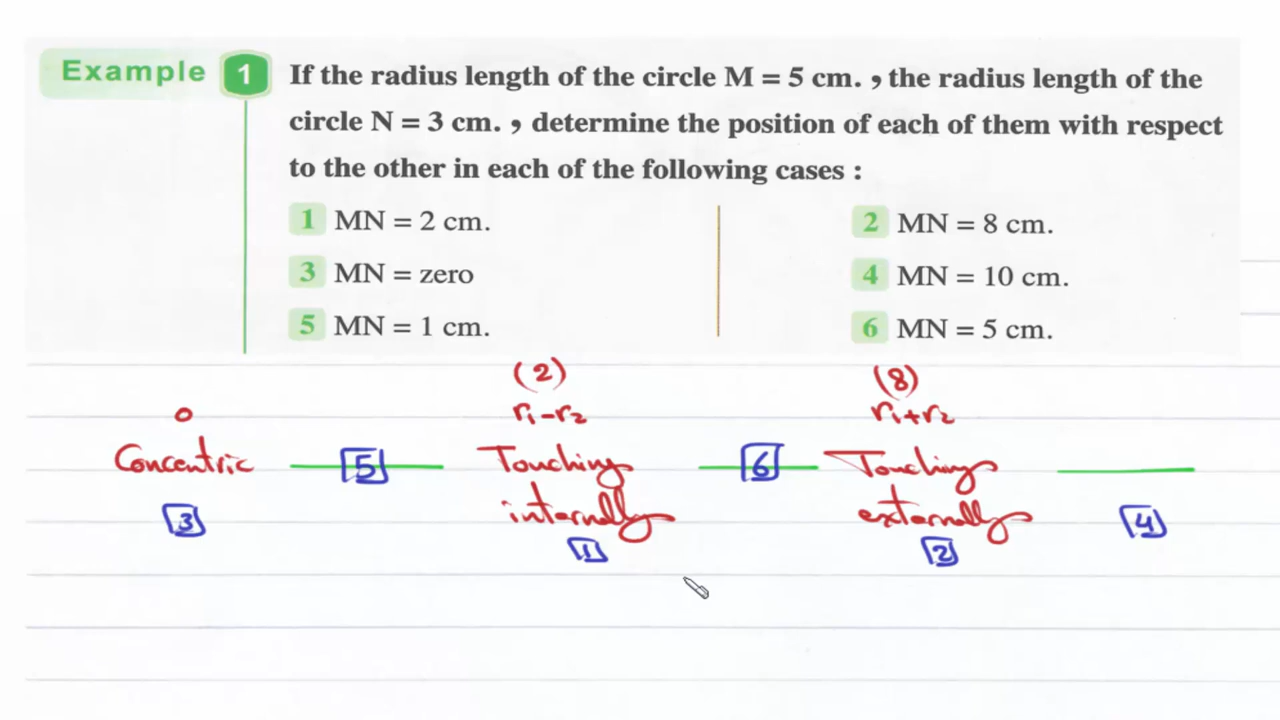 Example 1 If the radius length of the circle M = 5 cm. , the radius length of the
circle N = 3 cm. , determine the position of each of them with respect
to the other in each of the following cases :
1 MN = 2 cm.
2 MN = 8 cm.
3 MN = zero
4 MN = 10 cm.
5 MN = 1 cm.
6 MN = 5 cm.
(2) (8)
0 r1-r2 r1+r2
Concentric 5 Touching 6 Touching
3 internally externally 4
1 2